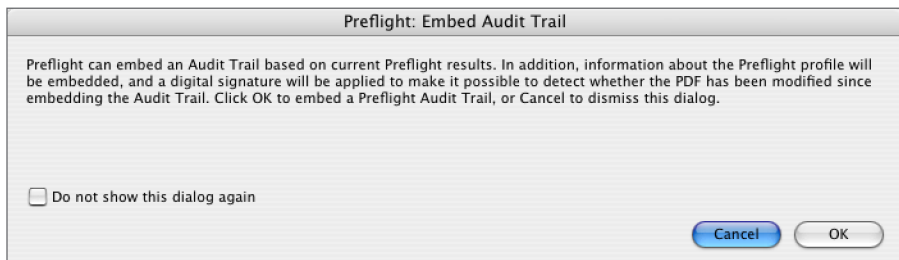 Preflight: Embed Audit Trail
Preflight can embed an Audit Trail based on current Preflight results. In addition, information about the Preflight profile will
be embedded, and a digital signature will be applied to make it possible to detect whether the PDF has been modified since
embedding the Audit Trail. Click OK to embed a Preflight Audit Trail, or Cancel to dismiss this dialog.
Do not show this dialog again
Cancel OK